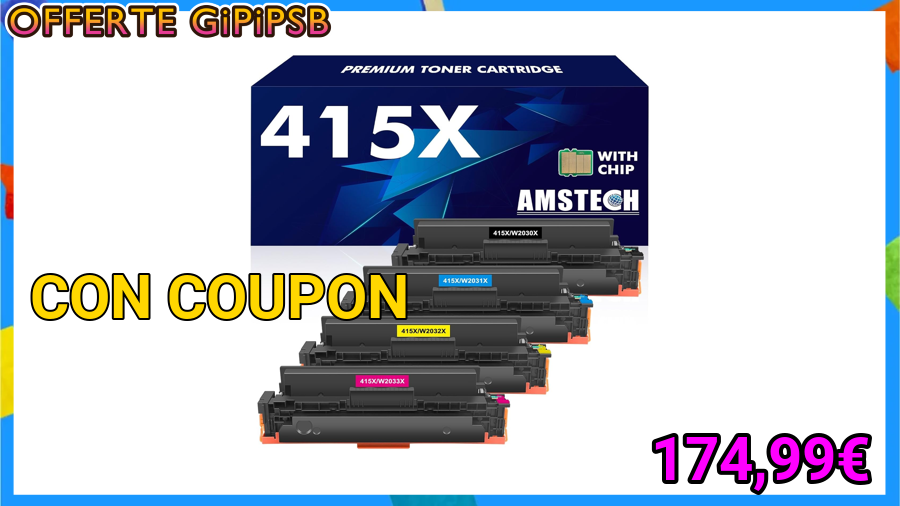 OFFERTE GiPiPSB
PREMIUM TONER CARTRIDGE
415X
WITH
CHIP
AMSTECH
415X/W2030X
415X/W2031X
CON COUPON
415X/W2032X
415X/W2033X
174,99€